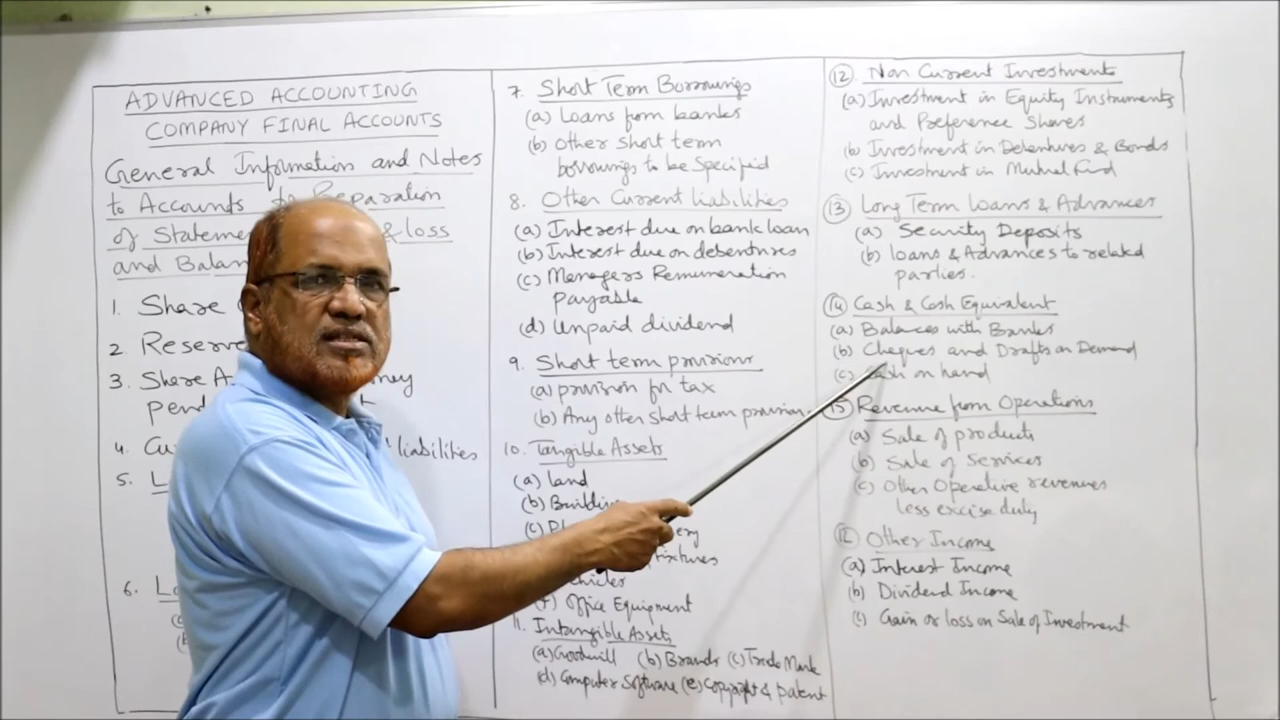 ADVANCED ACCOUNTING
COMPANY FINAL ACCOUNTS
General Information and Notes
to Accounts Preparation
of & loss
and
1. Share
2 Reserve
3. Share
pend
4. liabilities
5.
6.
7. Short Term Borrowings
(a) Loans from banks
(b) Other Short term
borrowings to be Specified
8. Other Current liabilities
(a) Interest due on bank loan
(b) Interest due on debentures
(c) Managers Remuneration
payable
(d) Unpaid dividend
9. Short term provisions
(a) provision for tax
(b) Any other short term provision
10. Tangible Assets
(a) land
(b)
(c)
fixtures
vehicles
(f) Office Equipment
11. Intangible Assets
(a) Goodwill (b) Brands (c) Trade Mark
(d) Computer Software (e) Copyright & patent
12. Non Current Investments
(a) Investment in Equity Instruments
and Preference Shares
(b) Investment in Debentures & Bonds
(c) Investment in Mutual Fund
13 Long Term Loans & Advances
(a) Security Deposits
(b) loans & Advances to related
parties.
14 Cash & Cash Equivalent
(a) Balances with Banks
(b) Cheques and Drafts on Demand
(c) Cash on hand
15 Revenue from Operations
(a) Sale of products
(b) Sale of Services
(c) Other Operative revenues
less excise duty
Other Income
(a) Interest Income
(b) Dividend Income
(c) Gain or loss on Sale of Investment